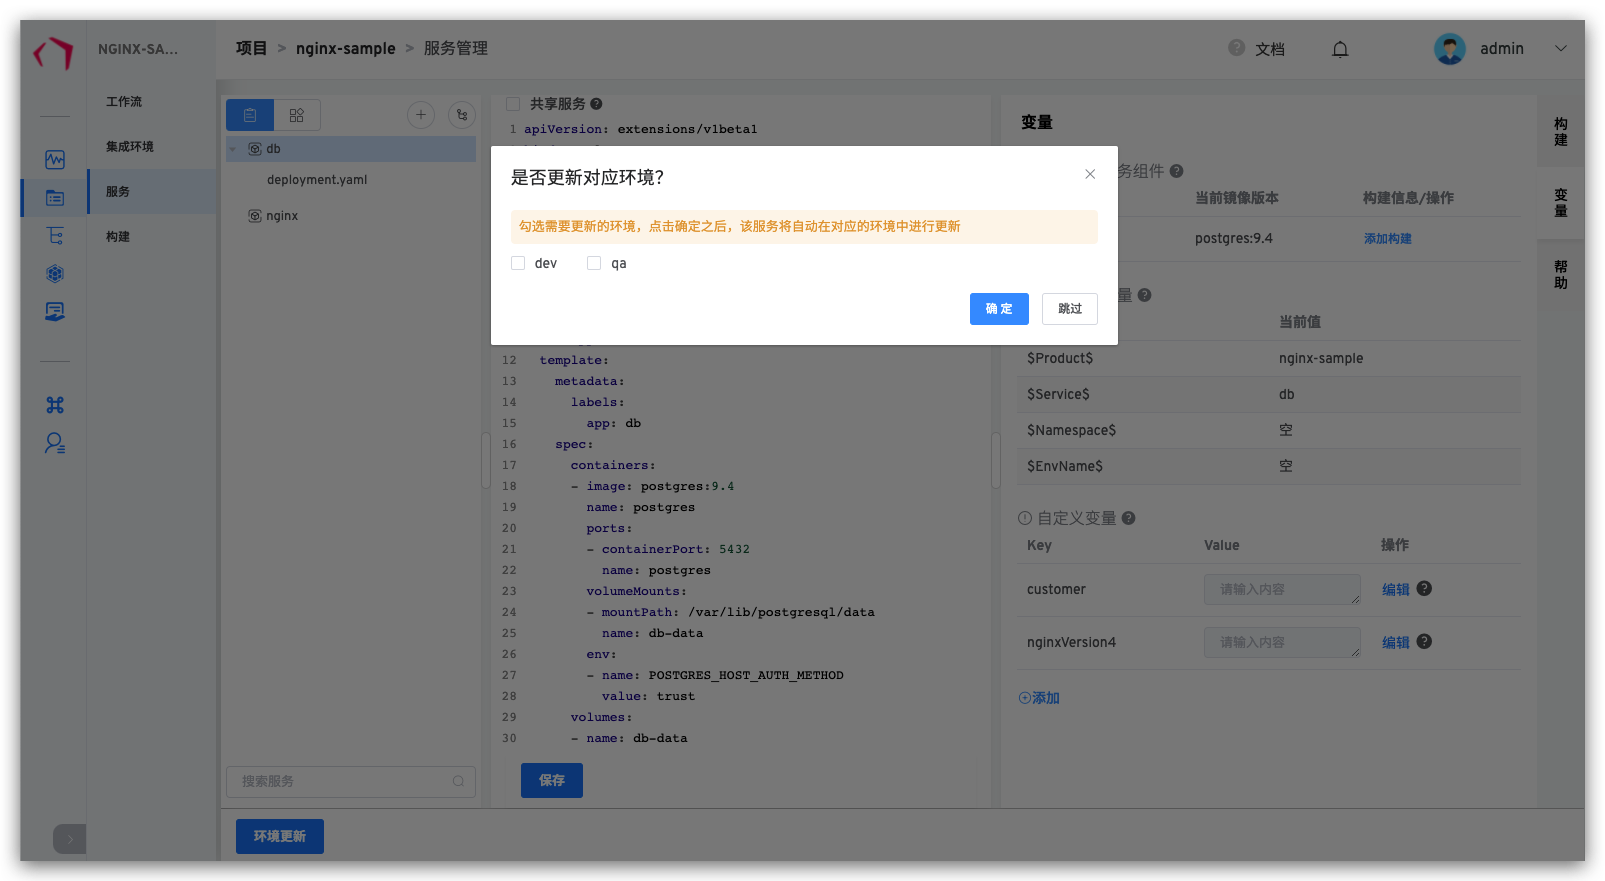 NGINX-SA...
项目 > nginx-sample > 服务管理
文档
admin
工作流
集成环境
服务
构建
db
deployment.yaml
nginx
搜索服务
环境更新
共享服务
1 apiVersion: extensions/v1beta1
是否更新对应环境?
勾选需要更新的环境，点击确定之后，该服务将自动在对应的环境中进行更新
dev qa
确 定 跳过
12 template:
13 metadata:
14 labels:
15 app: db
16 spec:
17 containers:
18 - image: postgres:9.4
19 name: postgres
20 ports:
21 - containerPort: 5432
22 name: postgres
23 volumeMounts:
24 - mountPath: /var/lib/postgresql/data
25 name: db-data
26 env:
27 - name: POSTGRES_HOST_AUTH_METHOD
28 value: trust
29 volumes:
30 - name: db-data
保存
变量
务组件
当前镜像版本 构建信息/操作
postgres:9.4 添加构建
量
当前值
$Product$ nginx-sample
$Service$ db
$Namespace$ 空
$EnvName$ 空
自定义变量
Key Value 操作
customer 请输入内容 编辑
nginxVersion4 请输入内容 编辑
添加
构建
变量
帮助